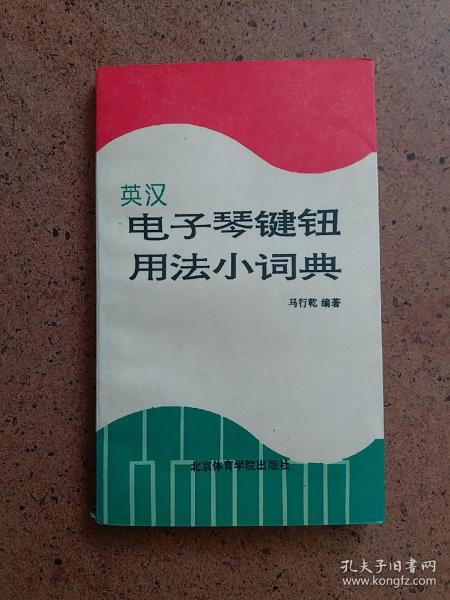 英汉
电子琴键钮
用法小词典
马行乾 编著
北京体育学院出版社
孔夫子旧书网
www.kongfz.com